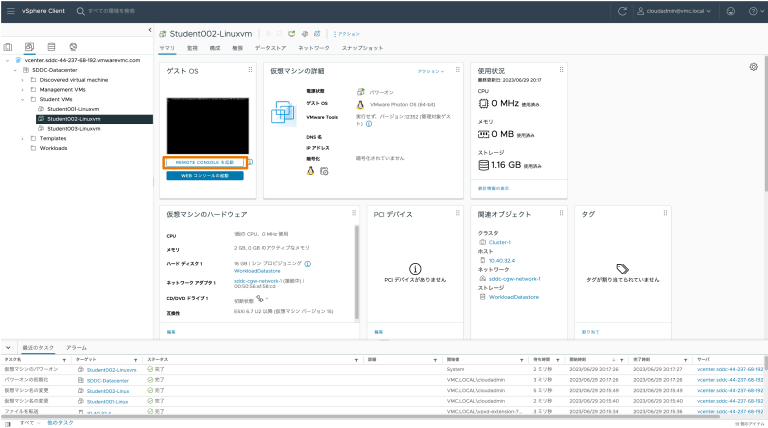 vSphere Client
すべての環境を検索
cloudadmin@vmc.local
vcenter.sddc-44-237-68-192.vmwarevmc.com
SDDC-Datacenter
Discovered virtual machine
Management VMs
Student VMs
Student001-Linuxvm
Student002-Linuxvm
Student003-Linuxvm
Templates
Workloads
Student002-Linuxvm
アクション
サマリ 監視 構成 権限 データストア ネットワーク スナップショット
ゲスト OS
REMOTE CONSOLE を起動
WEB コンソールの起動
仮想マシンの詳細
アクション
電源状態 パワーオン
ゲスト OS VMware Photon OS (64-bit)
VMware Tools 実行せず、バージョン:12352 (管理対象ゲスト)
DNS 名
IP アドレス
暗号化 暗号化されていません
使用状況
最終更新日: 2023/06/29 20:17
CPU
0 MHz 使用済み
メモリ
0 MB 使用済み
ストレージ
1.16 GB 使用済み
統計情報の表示
仮想マシンのハードウェア
CPU 1個の CPU、0 MHz 使用
メモリ 2 GB, 0 GB のアクティブなメモリ
ハード ディスク 1 16 GB | シン プロビジョニング
WorkloadDatastore
ネットワーク アダプタ 1 sddc-cgw-network-1 (接続中) |
CD/DVD ドライブ 1 切断状態
互換性 ESXi 6.7 U2 以降 (仮想マシン バージョン 15)
編集
PCI デバイス
PCI デバイスがありません
編集
関連オブジェクト
クラスタ
Cluster-1
ホスト
10.40.32.4
ネットワーク
sddc-cgw-network-1
ストレージ
WorkloadDatastore
タグ
タグが割り当てられていません
割り当て
最近のタスク アラーム
タスク名 ターゲット ステータス 詳細 開始者 待ち時間 開始時刻 完了時刻 サーバ
仮想マシンのパワーオン Student002-Linuxvm 完了 System 2 ミリ秒 2023/06/29 20:17:26 2023/06/29 20:17:27 vcenter.sddc-44-237-68-192
パワーオンの初期化 SDDC-Datacenter 完了 VMC.LOCAL\cloudadmin 3 ミリ秒 2023/06/29 20:17:26 2023/06/29 20:17:26 vcenter.sddc-44-237-68-192
仮想マシン名の変更 Student002-Linuxvm 完了 VMC.LOCAL\cloudadmin 5 ミリ秒 2023/06/29 20:15:49 2023/06/29 20:15:49 vcenter.sddc-44-237-68-192
仮想マシン名の変更 Student001-Linux 完了 VMC.LOCAL\cloudadmin 2 ミリ秒 2023/06/29 20:15:40 2023/06/29 20:15:40 vcenter.sddc-44-237-68-192
ファイルを転送 10.40.32.4 完了 2023/06/29 20:15:34 2023/06/29 20:15:36 vcenter.sddc-44-237-68-192
すべて 他のタスク